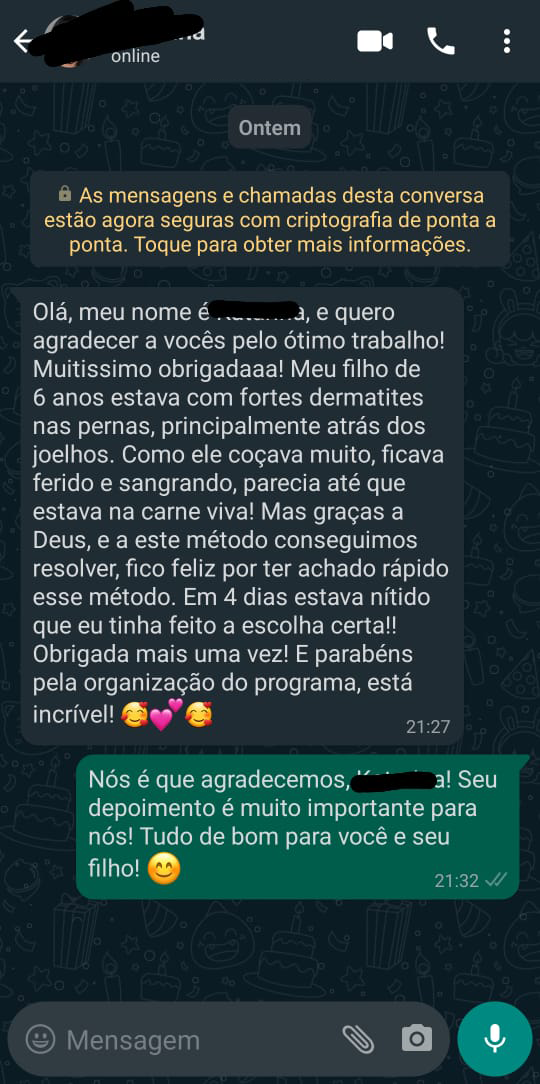 online
Ontem
As mensagens e chamadas desta conversa
estão agora seguras com criptografia de ponta a
ponta. Toque para obter mais informações.
Olá, meu nome é , e quero
agradecer a vocês pelo ótimo trabalho!
Muitissimo obrigadaaa! Meu filho de
6 anos estava com fortes dermatites
nas pernas, principalmente atrás dos
joelhos. Como ele coçava muito, ficava
ferido e sangrando, parecia até que
estava na carne viva! Mas graças a
Deus, e a este método conseguimos
resolver, fico feliz por ter achado rápido
esse método. Em 4 dias estava nítido
que eu tinha feito a escolha certa!!
Obrigada mais uma vez! E parabéns
pela organização do programa, está
incrível! 🥰💕🥰
21:27
Nós é que agradecemos, ! Seu
depoimento é muito importante para
nós! Tudo de bom para você e seu
filho! 😊
21:32
Mensagem